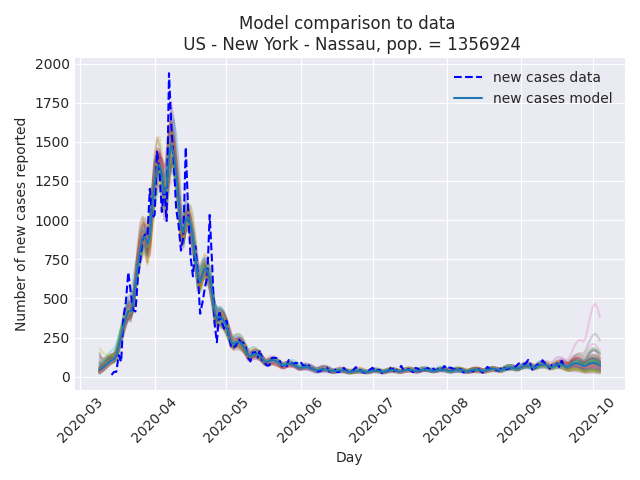 Model comparison to data
US - New York - Nassau, pop. = 1356924
new cases data
new cases model
Number of new cases reported
2000
1750
1500
1250
1000
750
500
250
0
2020-03
2020-04
2020-05
2020-06
2020-07
2020-08
2020-09
2020-10
Day